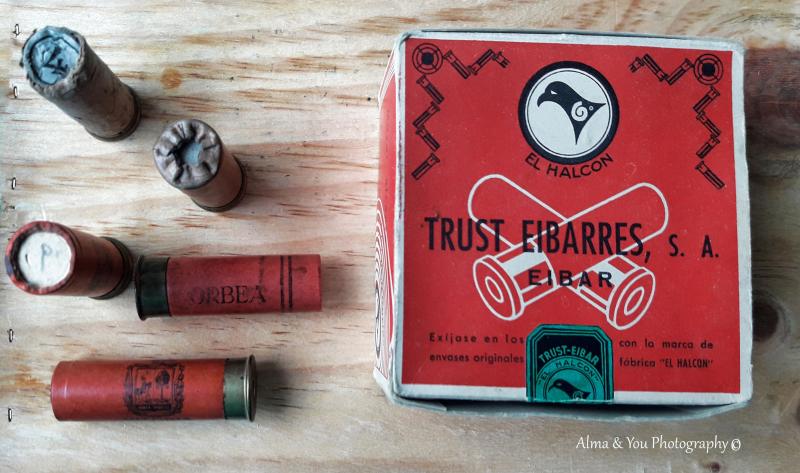 EL HALCON
TRUST EIBARRES, S. A.
EIBAR
Exíjase en los envases originales
con la marca de fábrica "EL HALCON"
TRUST-EIBAR
EL HALCON
ORBEA
Alma & You Photography ©